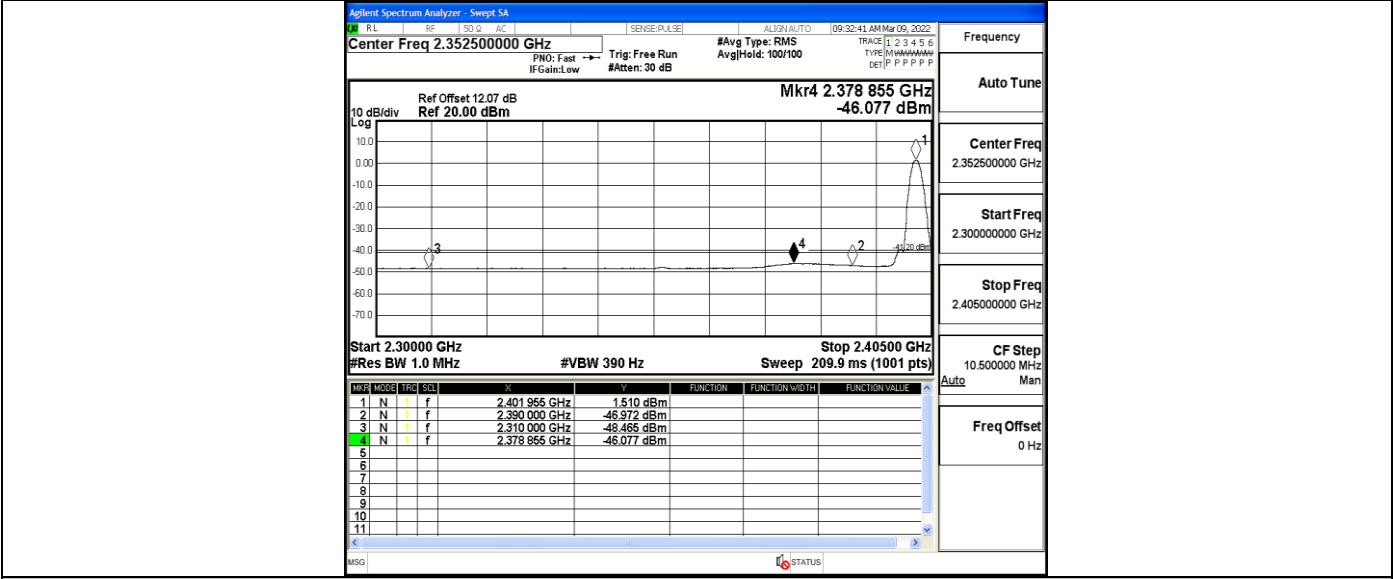 Agilent Spectrum Analyzer - Swept SA
RL RF 50 Ω AC SENSE:PULSE ALIGNAUTO 09:32:41 AM Mar 09, 2022
Center Freq 2.352500000 GHz
PNO: Fast
IFGain:Low
Trig: Free Run
#Atten: 30 dB
#Avg Type: RMS
Avg|Hold: 100/100
TRACE 1 2 3 4 5 6
TYPE M
DET P P P P P P
Ref Offset 12.07 dB
Ref 20.00 dBm
10 dB/div
Log
Mkr4 2.378 855 GHz
-46.077 dBm
10.0
0.00
-10.0
-20.0
-30.0
-40.0
-50.0
-60.0
-70.0
1
3
4
2
-41.20 dBm
Start 2.30000 GHz
Stop 2.40500 GHz
#Res BW 1.0 MHz
#VBW 390 Hz
Sweep 209.9 ms (1001 pts)
MKR MODE TRC SCL X Y FUNCTION FUNCTION WIDTH FUNCTION VALUE
1 N 1 f 2.401 955 GHz 1.510 dBm
2 N 1 f 2.390 000 GHz -46.972 dBm
3 N 1 f 2.310 000 GHz -48.465 dBm
4 N 1 f 2.378 855 GHz -46.077 dBm
5
6
7
8
9
10
11
MSG STATUS
Frequency
Auto Tune
Center Freq
2.352500000 GHz
Start Freq
2.300000000 GHz
Stop Freq
2.405000000 GHz
CF Step
10.500000 MHz
Auto Man
Freq Offset
0 Hz